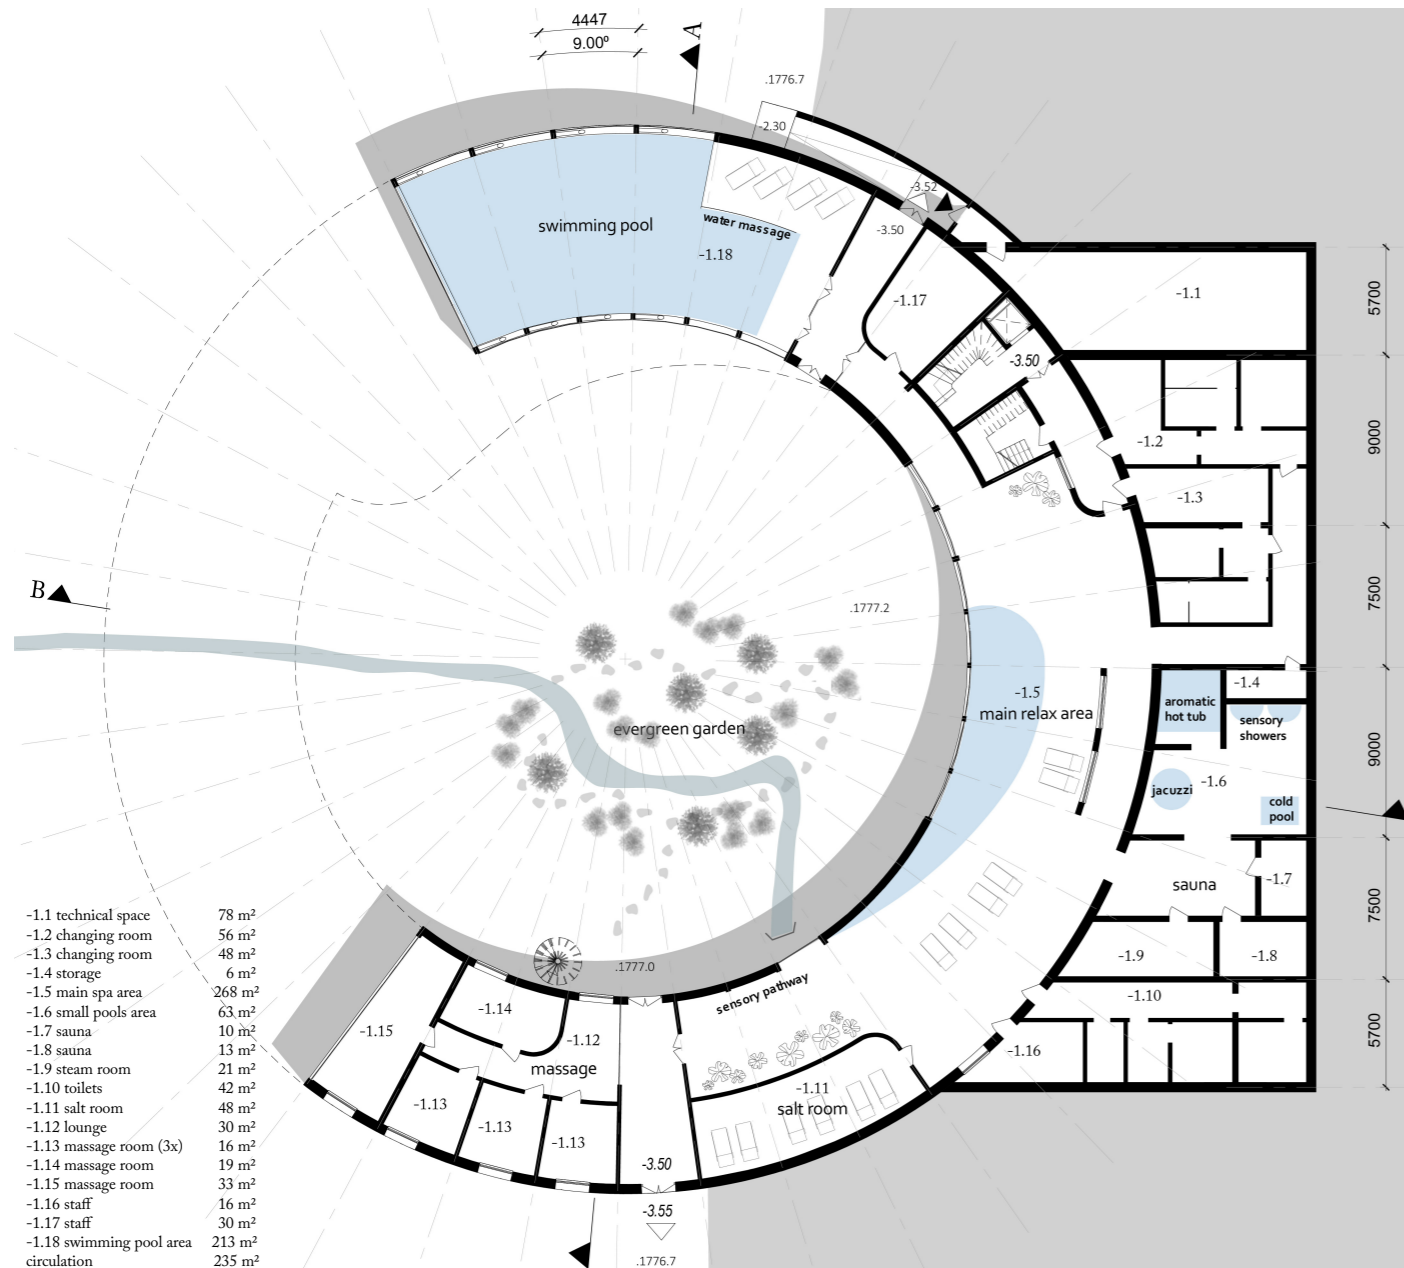 4447
9.00º
A
.1776.7
-2.30
-3.52
swimming pool
water massage
-1.18
-3.50
-1.17
-1.1
5700
-3.50
-1.2
9000
-1.3
7500
B
.1777.2
-1.5
main relax area
aromatic
hot tub
-1.4
sensory
showers
evergreen garden
-1.6
jacuzzi
cold
pool
9000
sauna
-1.7
7500
-1.9
-1.8
.1777.0
sensory pathway
-1.10
-1.14
-1.15
-1.12
massage
-1.16
5700
-1.11
salt room
-1.13
-1.13
-1.13
-3.50
-3.55
.1776.7
-1.1 technical space 78 m²
-1.2 changing room 56 m²
-1.3 changing room 48 m²
-1.4 storage 6 m²
-1.5 main spa area 268 m²
-1.6 small pools area 63 m²
-1.7 sauna 10 m²
-1.8 sauna 13 m²
-1.9 steam room 21 m²
-1.10 toilets 42 m²
-1.11 salt room 48 m²
-1.12 lounge 30 m²
-1.13 massage room (3x) 16 m²
-1.14 massage room 19 m²
-1.15 massage room 33 m²
-1.16 staff 16 m²
-1.17 staff 30 m²
-1.18 swimming pool area 213 m²
circulation 235 m²